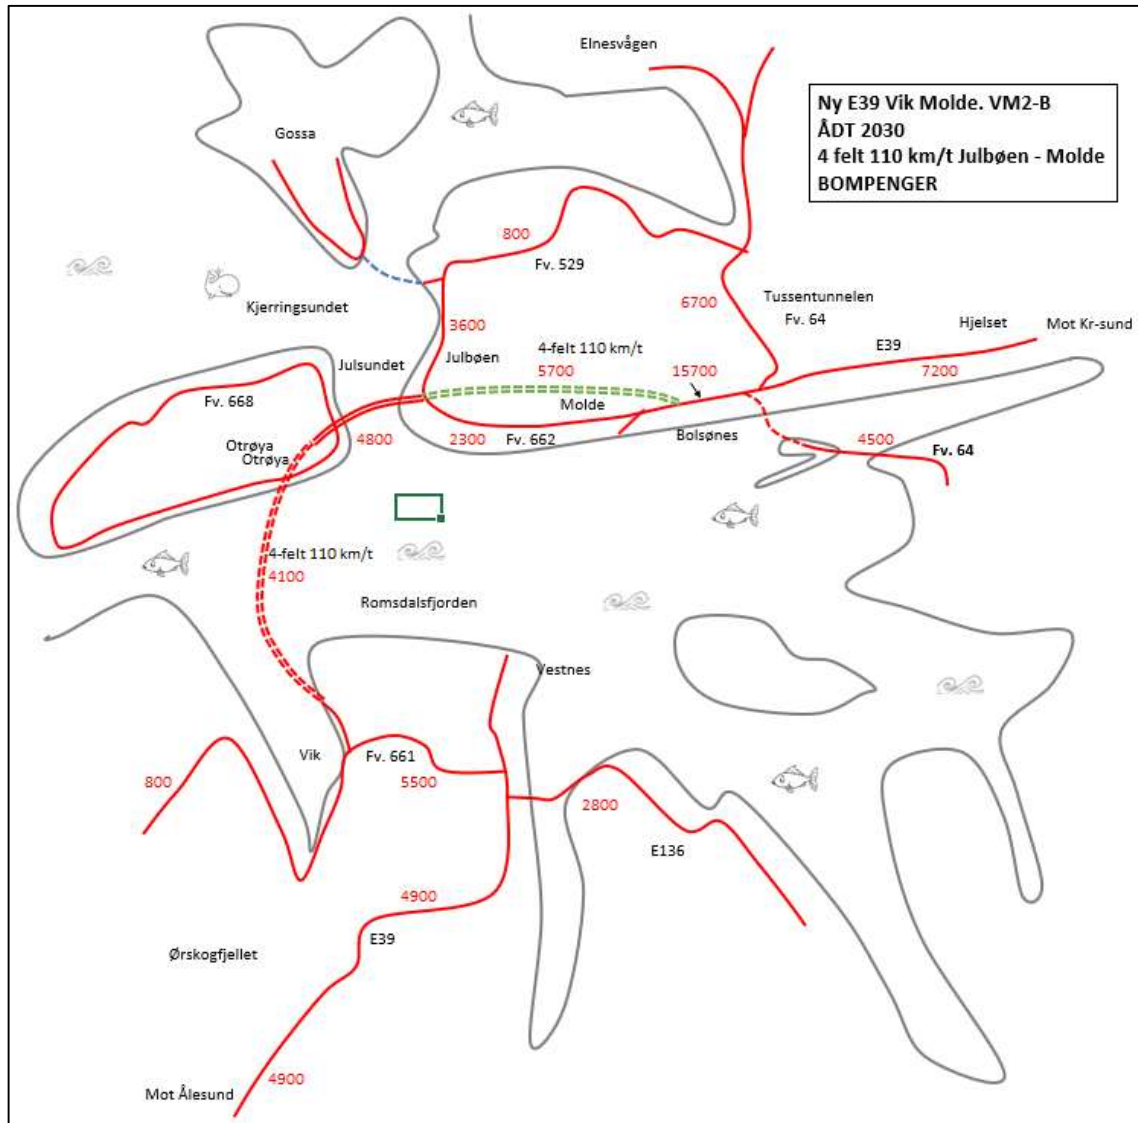 Elnesvågen
Ny E39 Vik Molde. VM2-B
ÅDT 2030
4 felt 110 km/t Julbøen - Molde
BOMPENGER
Gossa
800
Fv. 529
Kjerringsundet
6700
Tussentunnelen
Fv. 64
Hjelset
Mot Kr-sund
3600
Julbøen
4-felt 110 km/t
5700
15700
E39
7200
Julsundet
Fv. 668
Molde
Otrøya
Otrøya
4800
2300
Fv. 662
Bolsønes
4500
Fv. 64
4-felt 110 km/t
4100
Romsdalsfjorden
Vestnes
Vik
Fv. 661
800
5500
2800
E136
4900
E39
Ørskogfjellet
4900
Mot Ålesund